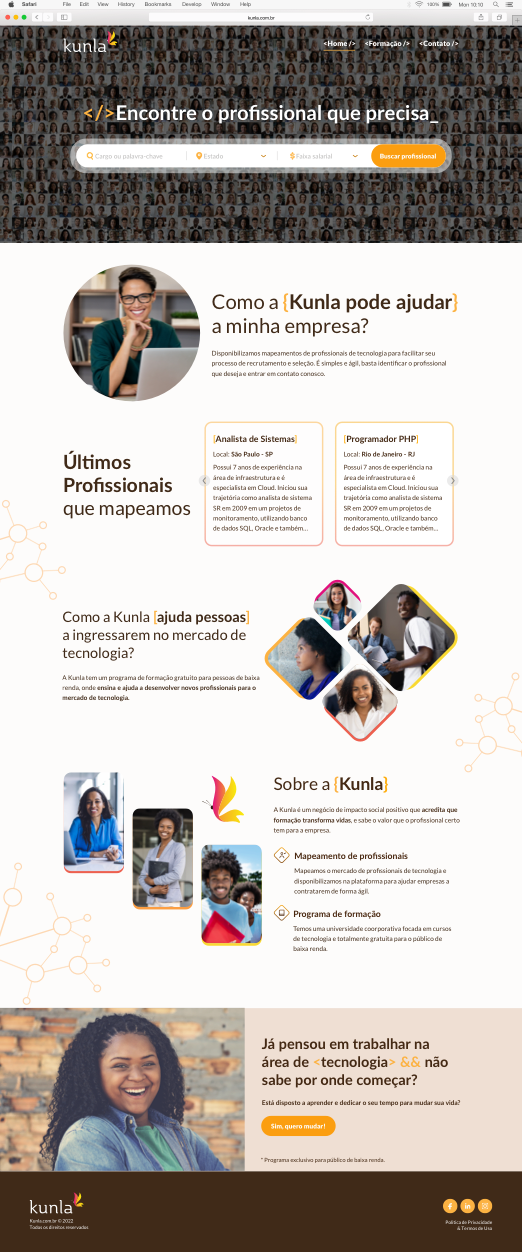 Safari File Edit View History Bookmarks Develop Window Help 100% Mon 10:10
kunla.com.br
kunla
<Home /> <Formação /> <Contato />
</>Encontre o profissional que precisa_
Cargo ou palavra-chave Estado Faixa salarial Buscar profissional
Como a {Kunla pode ajudar}
a minha empresa?
Disponibilizamos mapeamentos de profissionais de tecnologia para facilitar seu
processo de recrutamento e seleção. É simples e ágil, basta identificar o profissional
que deseja e entrar em contato conosco.
Últimos
Profissionais
que mapeamos
[Analista de Sistemas]
Local: São Paulo - SP
Possui 7 anos de experiência na
área de infraestrutura e é
especialista em Cloud. Iniciou sua
trajetória como analista de sistema
SR em 2009 em um projetos de
monitoramento, utilizando banco
de dados SQL, Oracle e também...
[Programador PHP]
Local: Rio de Janeiro - RJ
Possui 7 anos de experiência na
área de infraestrutura e é
especialista em Cloud. Iniciou sua
trajetória como analista de sistema
SR em 2009 em um projetos de
monitoramento, utilizando banco
de dados SQL, Oracle e também...
Como a Kunla [ajuda pessoas]
a ingressarem no mercado de
tecnologia?
A Kunla tem um programa de formação gratuito para pessoas de baixa
renda, onde ensina e ajuda a desenvolver novos profissionais para o
mercado de tecnologia.
Sobre a {Kunla}
A Kunla é um negócio de impacto social positivo que acredita que
formação transforma vidas, e sabe o valor que o profissional certo
tem para a empresa.
Mapeamento de profissionais
Mapeamos o mercado de profissionais de tecnologia e
disponibilizamos na plataforma para ajudar empresas a
contratarem de forma ágil.
Programa de formação
Temos uma universidade coorporativa focada em cursos
de tecnologia e totalmente gratuita para o público de
baixa renda.
Já pensou em trabalhar na
área de <tecnologia> && não
sabe por onde começar?
Está disposto a aprender e dedicar o seu tempo para mudar sua vida?
Sim, quero mudar!
* Programa exclusivo para público de baixa renda.
kunla
Kunla.com.br © 2022
Todos os direitos reservados
Política de Privacidade
& Termos de Uso